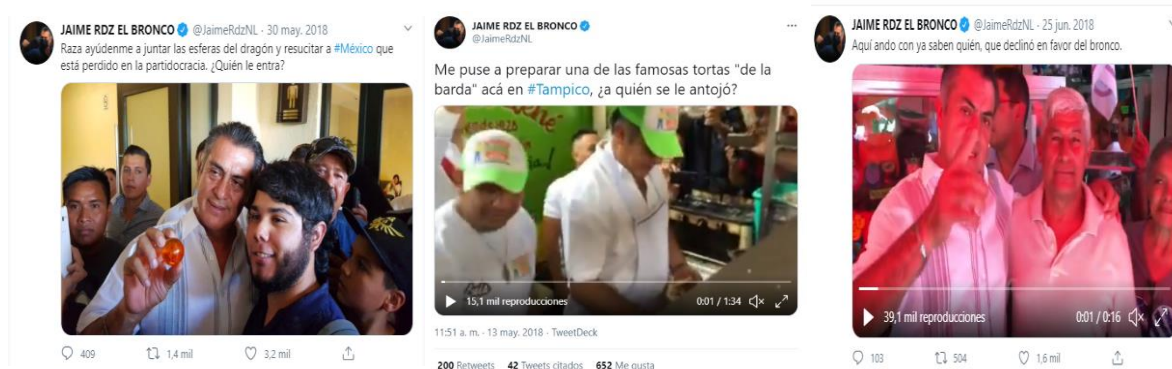 JAIME RDZ EL BRONCO @JaimeRdzNL · 30 may. 2018
Raza ayúdenme a juntar las esferas del dragón y resucitar a #México que
está perdido en la partidocracia. ¿Quién le entra?
409 1,4 mil 3,2 mil
JAIME RDZ EL BRONCO
@JaimeRdzNL
Me puse a preparar una de las famosas tortas "de la
barda" acá en #Tampico, ¿a quién se le antojó?
15,1 mil reproducciones 0:01 / 1:34
11:51 a. m. · 13 may. 2018 · TweetDeck
200 Retweets 42 Tweets citados 652 Me gusta
JAIME RDZ EL BRONCO @JaimeRdzNL · 25 jun. 2018
Aquí ando con ya saben quién, que declinó en favor del bronco.
39,1 mil reproducciones 0:01 / 0:16
103 504 1,6 mil